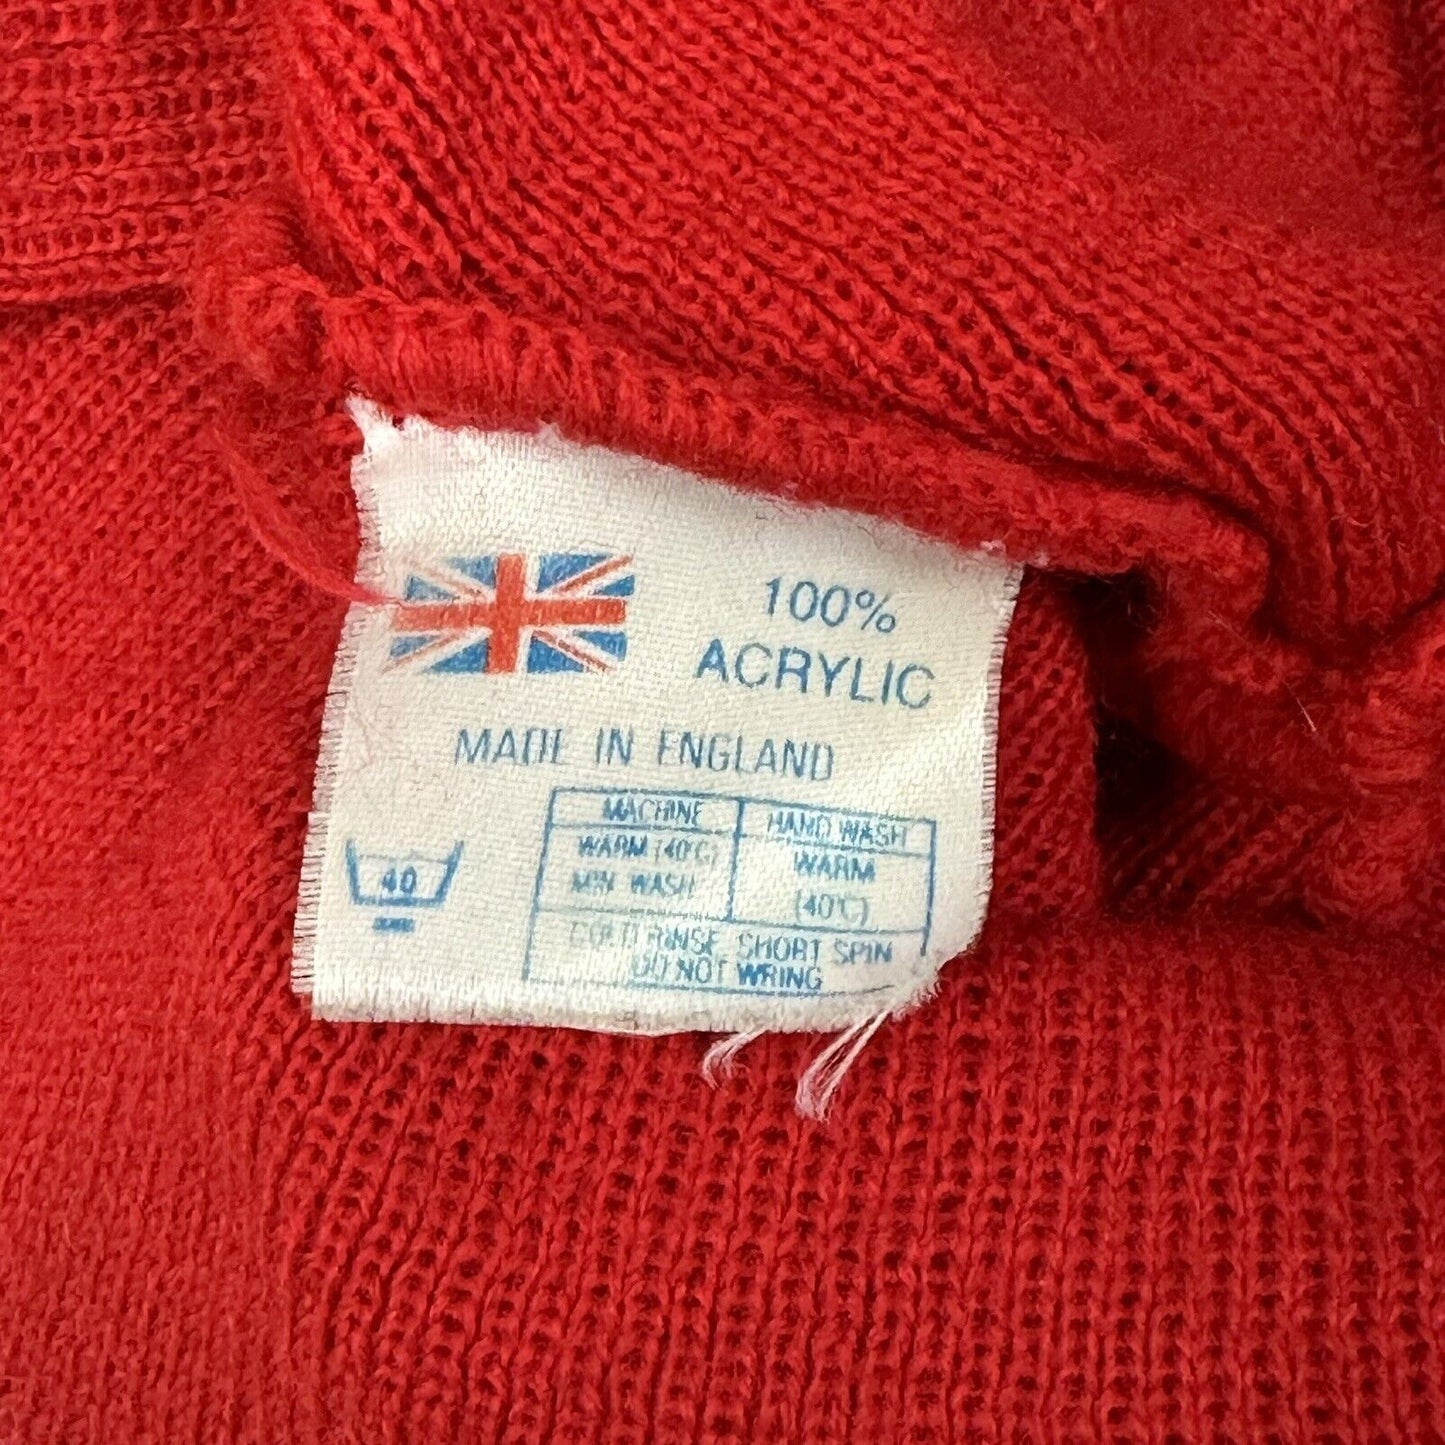 100%
ACRYLIC
MADE IN ENGLAND
MACHINE HAND WASH
WARM (40°C) WARM
MIN WASH (40°C)
40
COLD RINSE, SHORT SPIN
DO NOT WRING